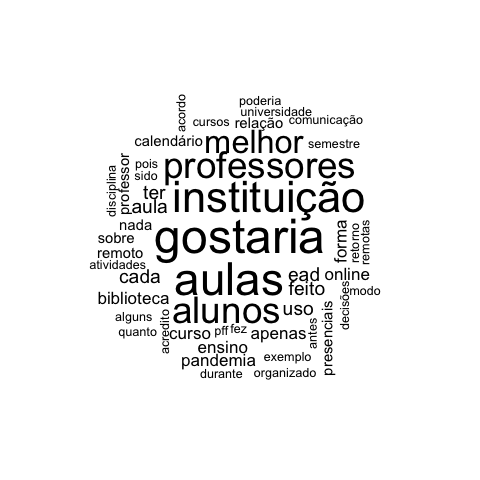 acordo
poderia
universidade
cursos
relação
comunicação
calendário
melhor
semestre
disciplina
professor
pois
sido
professores
ter
aula
instituição
nada
sobre
gostaria
forma
retorno
remotas
remoto
atividades
cada
aulas
ead
online
feito
biblioteca
alunos
uso
decisões
modo
alguns
quanto
acredito
curso
pff
fez
apenas
antes
presenciais
ensino
pandemia
exemplo
durante
organizado